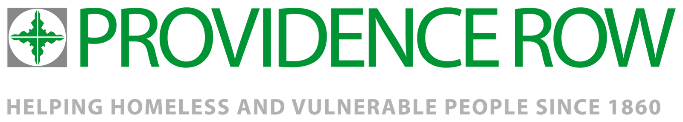 PROVIDENCE ROW
HELPING HOMELESS AND VULNERABLE PEOPLE SINCE 1860